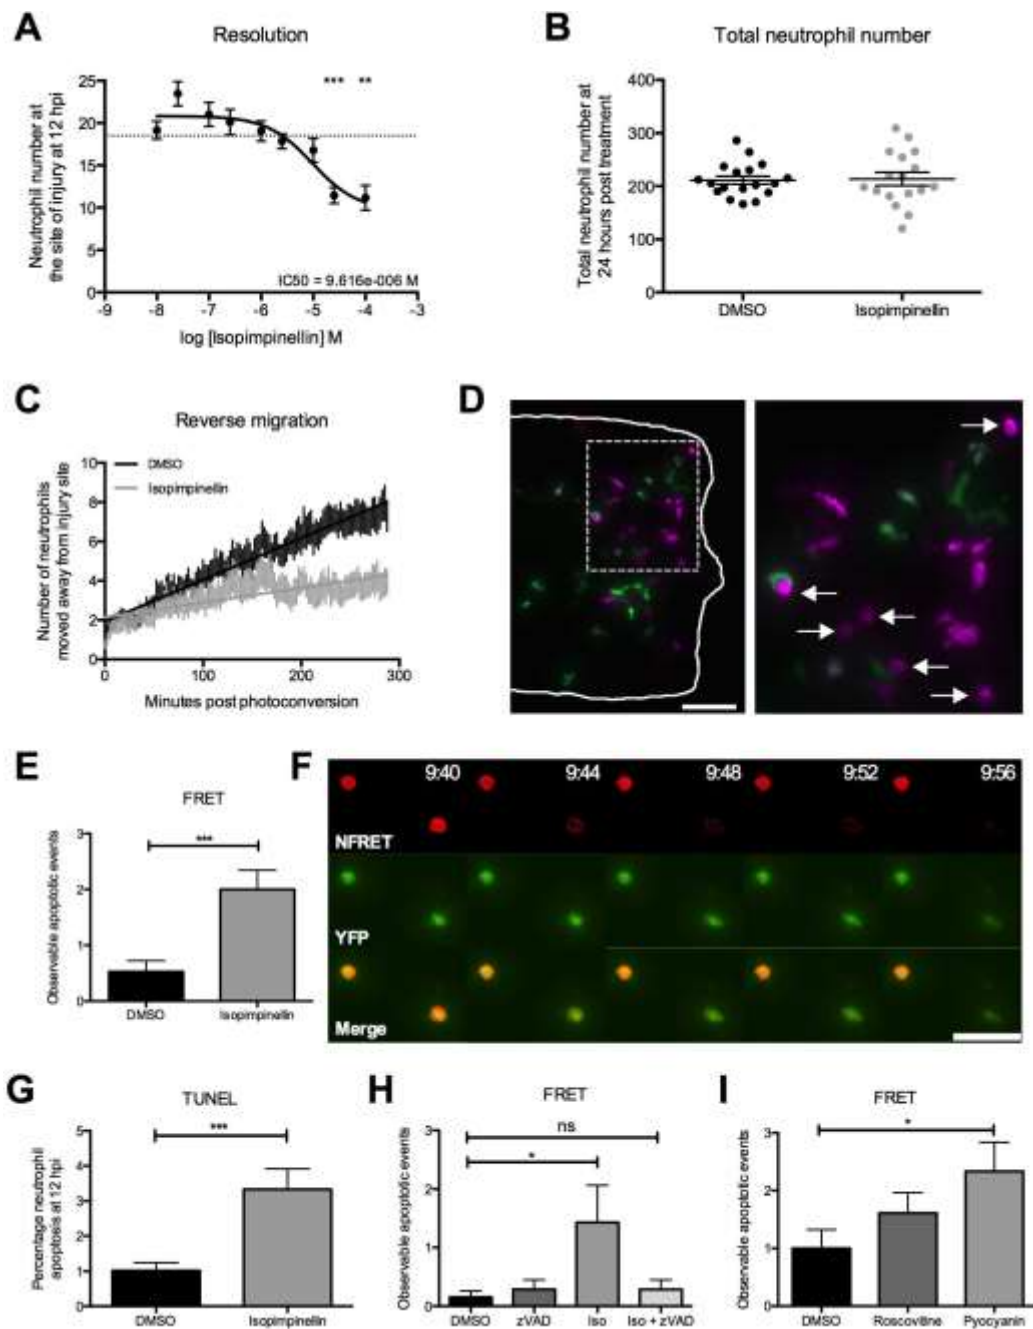 A
Resolution
Neutrophil number at
the site of injury at 12 hpi
25
20
15
10
5
0
*** **
IC50 = 9.616e-006 M
-9 -8 -7 -6 -5 -4 -3
log [Isopimpinellin] M
B
Total neutrophil number
Total neutrophil number at
24 hours post treatment
400
300
200
100
0
DMSO Isopimpinellin
C
Reverse migration
Number of neutrophils
moved away from injury site
10
8
6
4
2
0
DMSO
Isopimpinellin
0 100 200 300
Minutes post photoconversion
D
E
FRET
Observable apoptotic events
3
2
1
0
***
DMSO Isopimpinellin
F
9:40 9:44 9:48 9:52 9:56
NFRET
YFP
Merge
G
TUNEL
Percentage neutrophil
apoptosis at 12 hpi
5
4
3
2
1
0
***
DMSO Isopimpinellin
H
FRET
Observable apoptotic events
3
2
1
0
ns
*
DMSO zVAD Iso Iso + zVAD
I
FRET
Observable apoptotic events
3
2
1
0
*
DMSO Roscovitine Pyocyanin